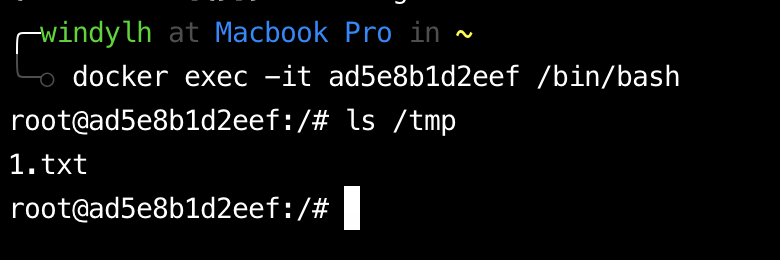 windylh at Macbook Pro in ~
docker exec -it ad5e8b1d2eef /bin/bash
root@ad5e8b1d2eef:/# ls /tmp
1.txt
root@ad5e8b1d2eef:/#